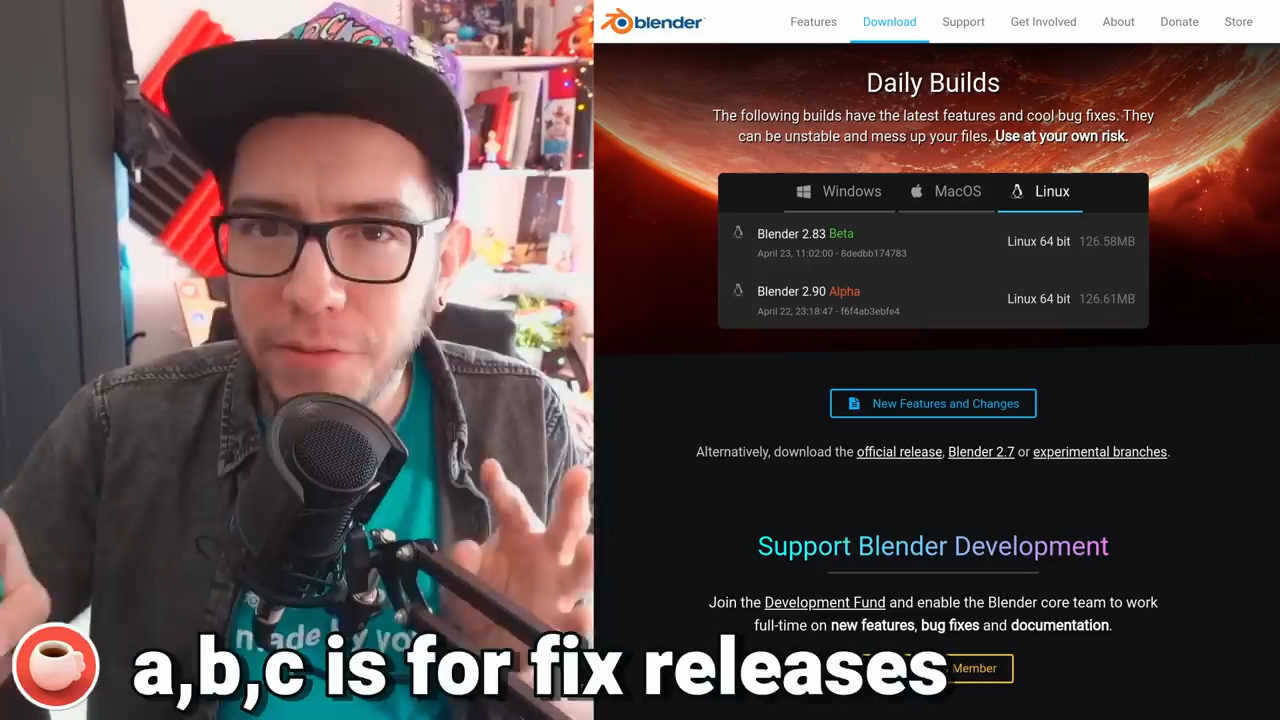 blender
Features
Download
Support
Get Involved
About
Donate
Store
Daily Builds
The following builds have the latest features and cool bug fixes. They
can be unstable and mess up your files. Use at your own risk.
Windows
MacOS
Linux
Blender 2.83 Beta
April 23, 11:02:00 - 8dedbb174783
Linux 64 bit 126.58MB
Blender 2.90 Alpha
April 22, 23:18:47 - f6f4ab3ebfe4
Linux 64 bit 126.61MB
New Features and Changes
Alternatively, download the official release, Blender 2.7 or experimental branches.
Support Blender Development
Join the Development Fund and enable the Blender core team to work
full-time on new features, bug fixes and documentation.
Member
made by yo
a,b,c is for fix releases